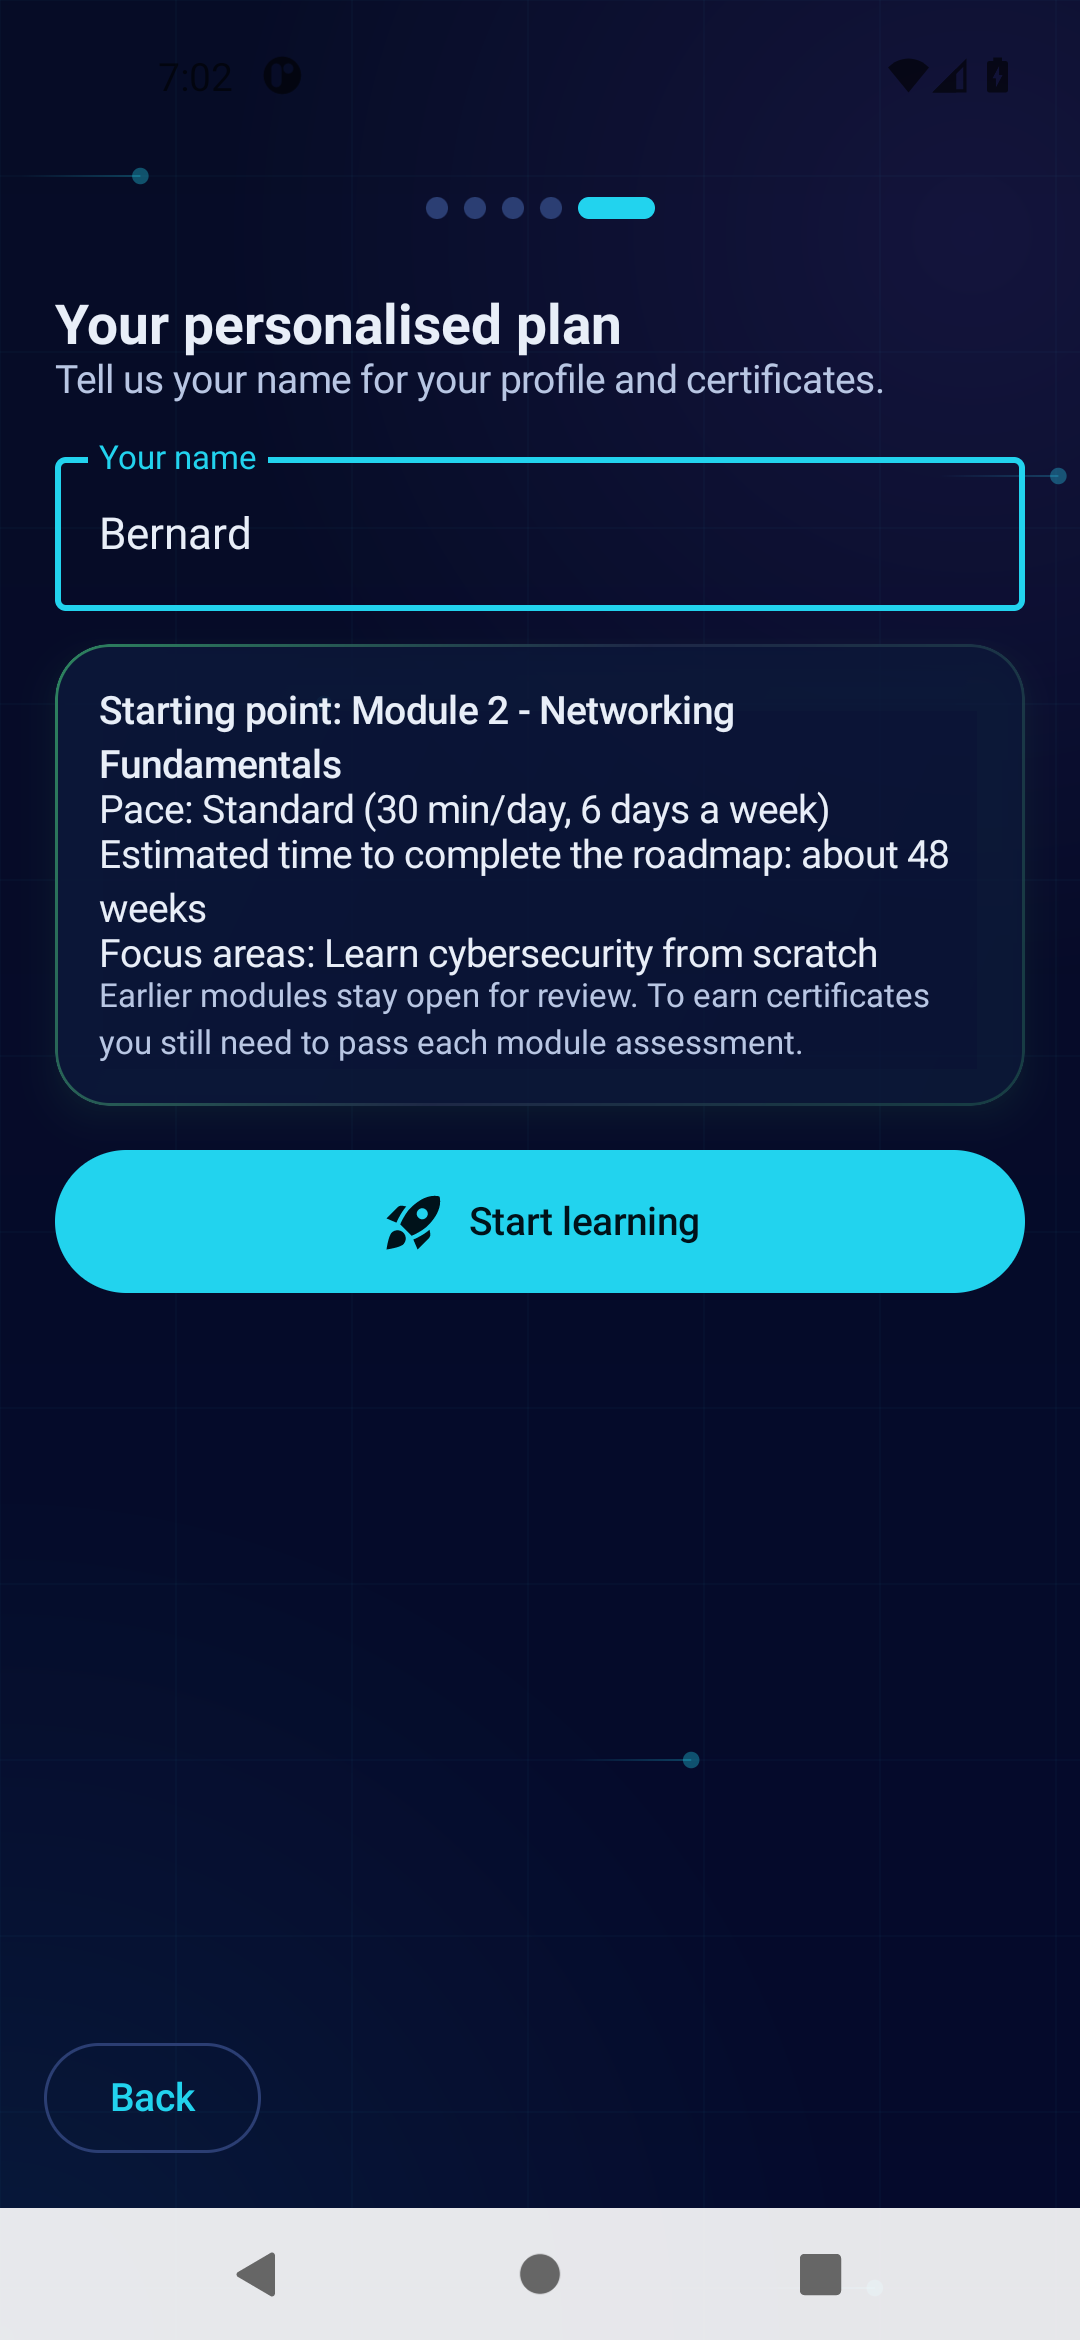 7:02
Your personalised plan
Tell us your name for your profile and certificates.
Your name
Bernard
Starting point: Module 2 - Networking
Fundamentals
Pace: Standard (30 min/day, 6 days a week)
Estimated time to complete the roadmap: about 48
weeks
Focus areas: Learn cybersecurity from scratch
Earlier modules stay open for review. To earn certificates
you still need to pass each module assessment.
Start learning
Back